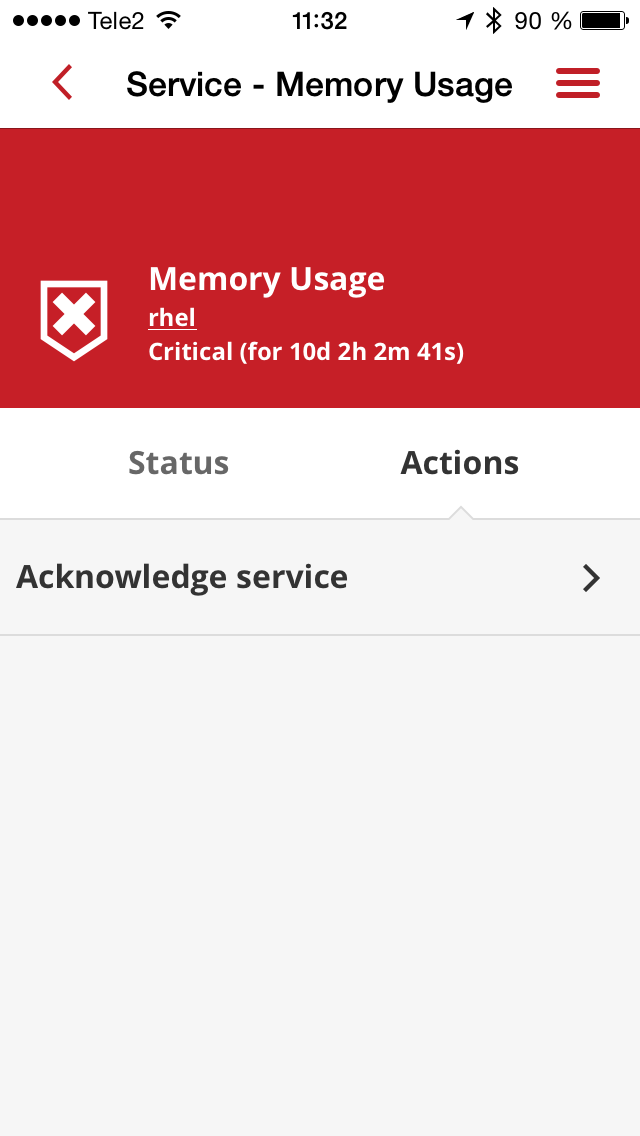 Tele2 11:32 90 %
Service - Memory Usage
Memory Usage
rhel
Critical (for 10d 2h 2m 41s)
Status Actions
Acknowledge service